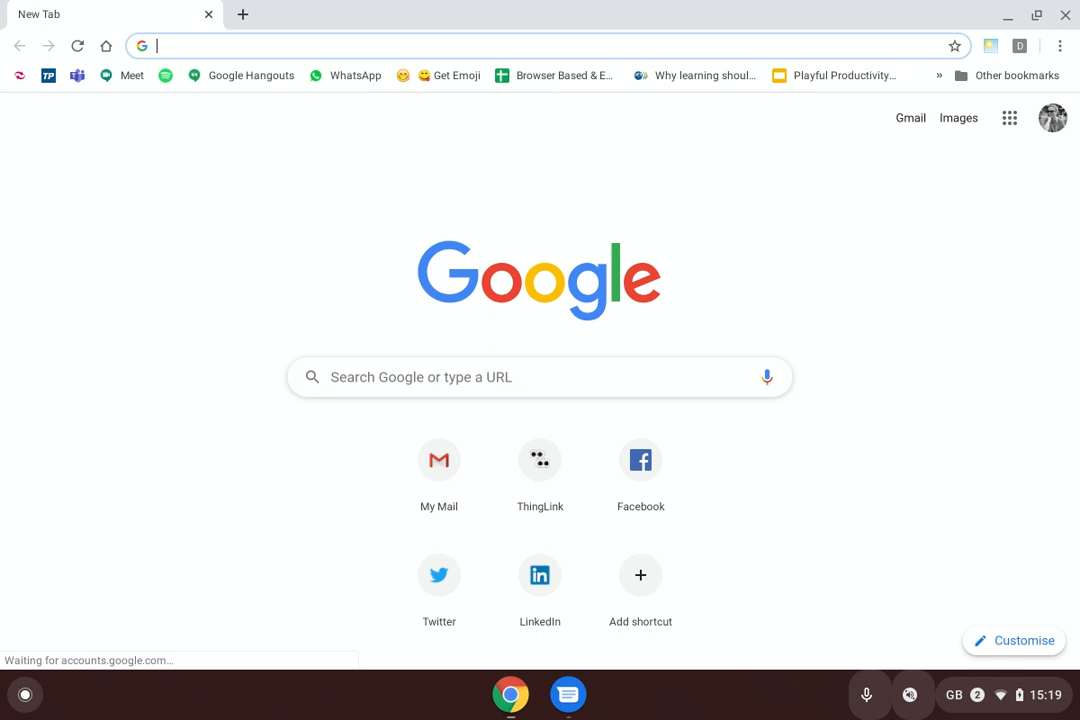 New Tab
TP Meet Google Hangouts WhatsApp Get Emoji Browser Based & E... Why learning shoul... Playful Productivity... » Other bookmarks
D
Gmail Images
Google
Search Google or type a URL
My Mail ThingLink Facebook
in
Twitter LinkedIn Add shortcut
Customise
Waiting for accounts.google.com...
GB 2 15:19